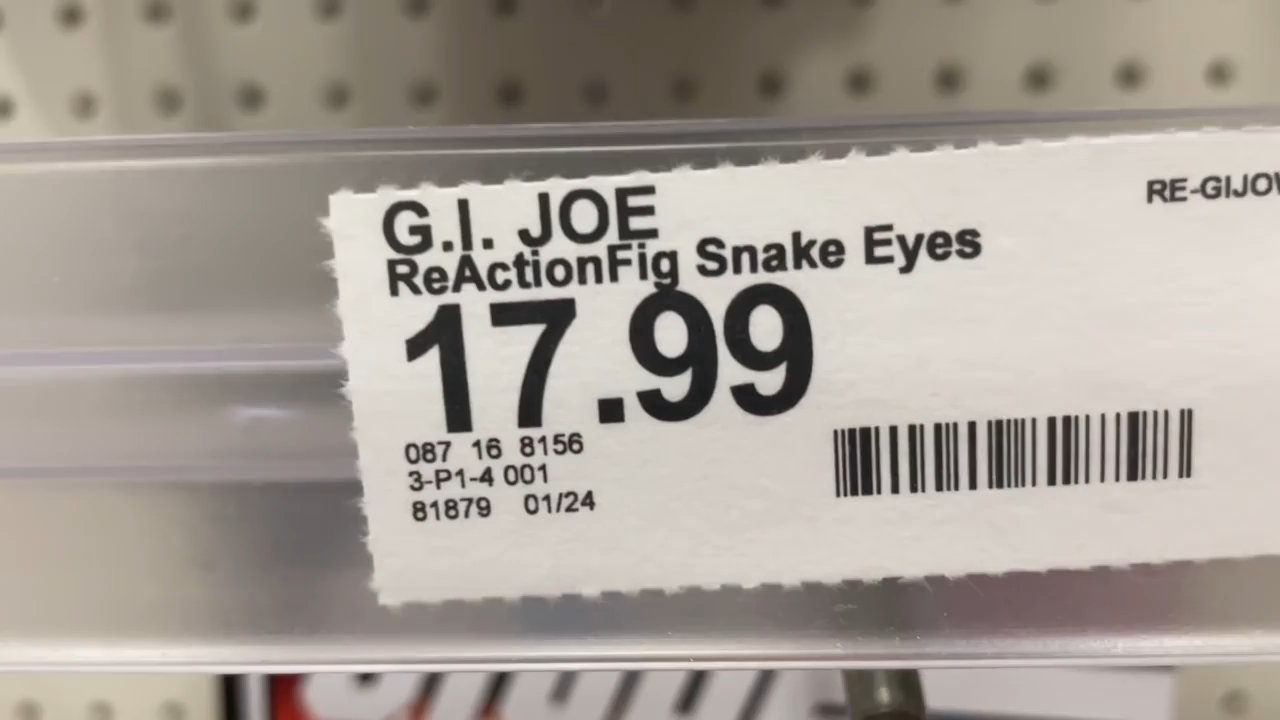 G.I. JOE
RE-GIJOW
ReActionFig Snake Eyes
17.99
087 16 8156
3-P1-4 001
81879 01/24